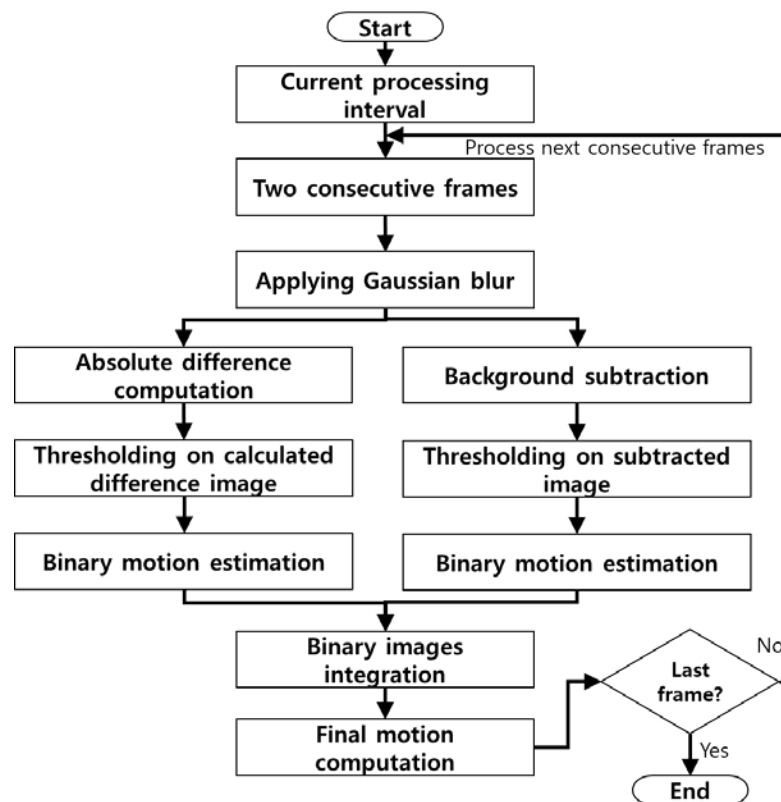 Start
Current processing
interval
Process next consecutive frames
Two consecutive frames
Applying Gaussian blur
Absolute difference
computation
Background subtraction
Thresholding on calculated
difference image
Thresholding on subtracted
image
Binary motion estimation
Binary motion estimation
Binary images
integration
Last
frame?
No
Final motion
computation
Yes
End